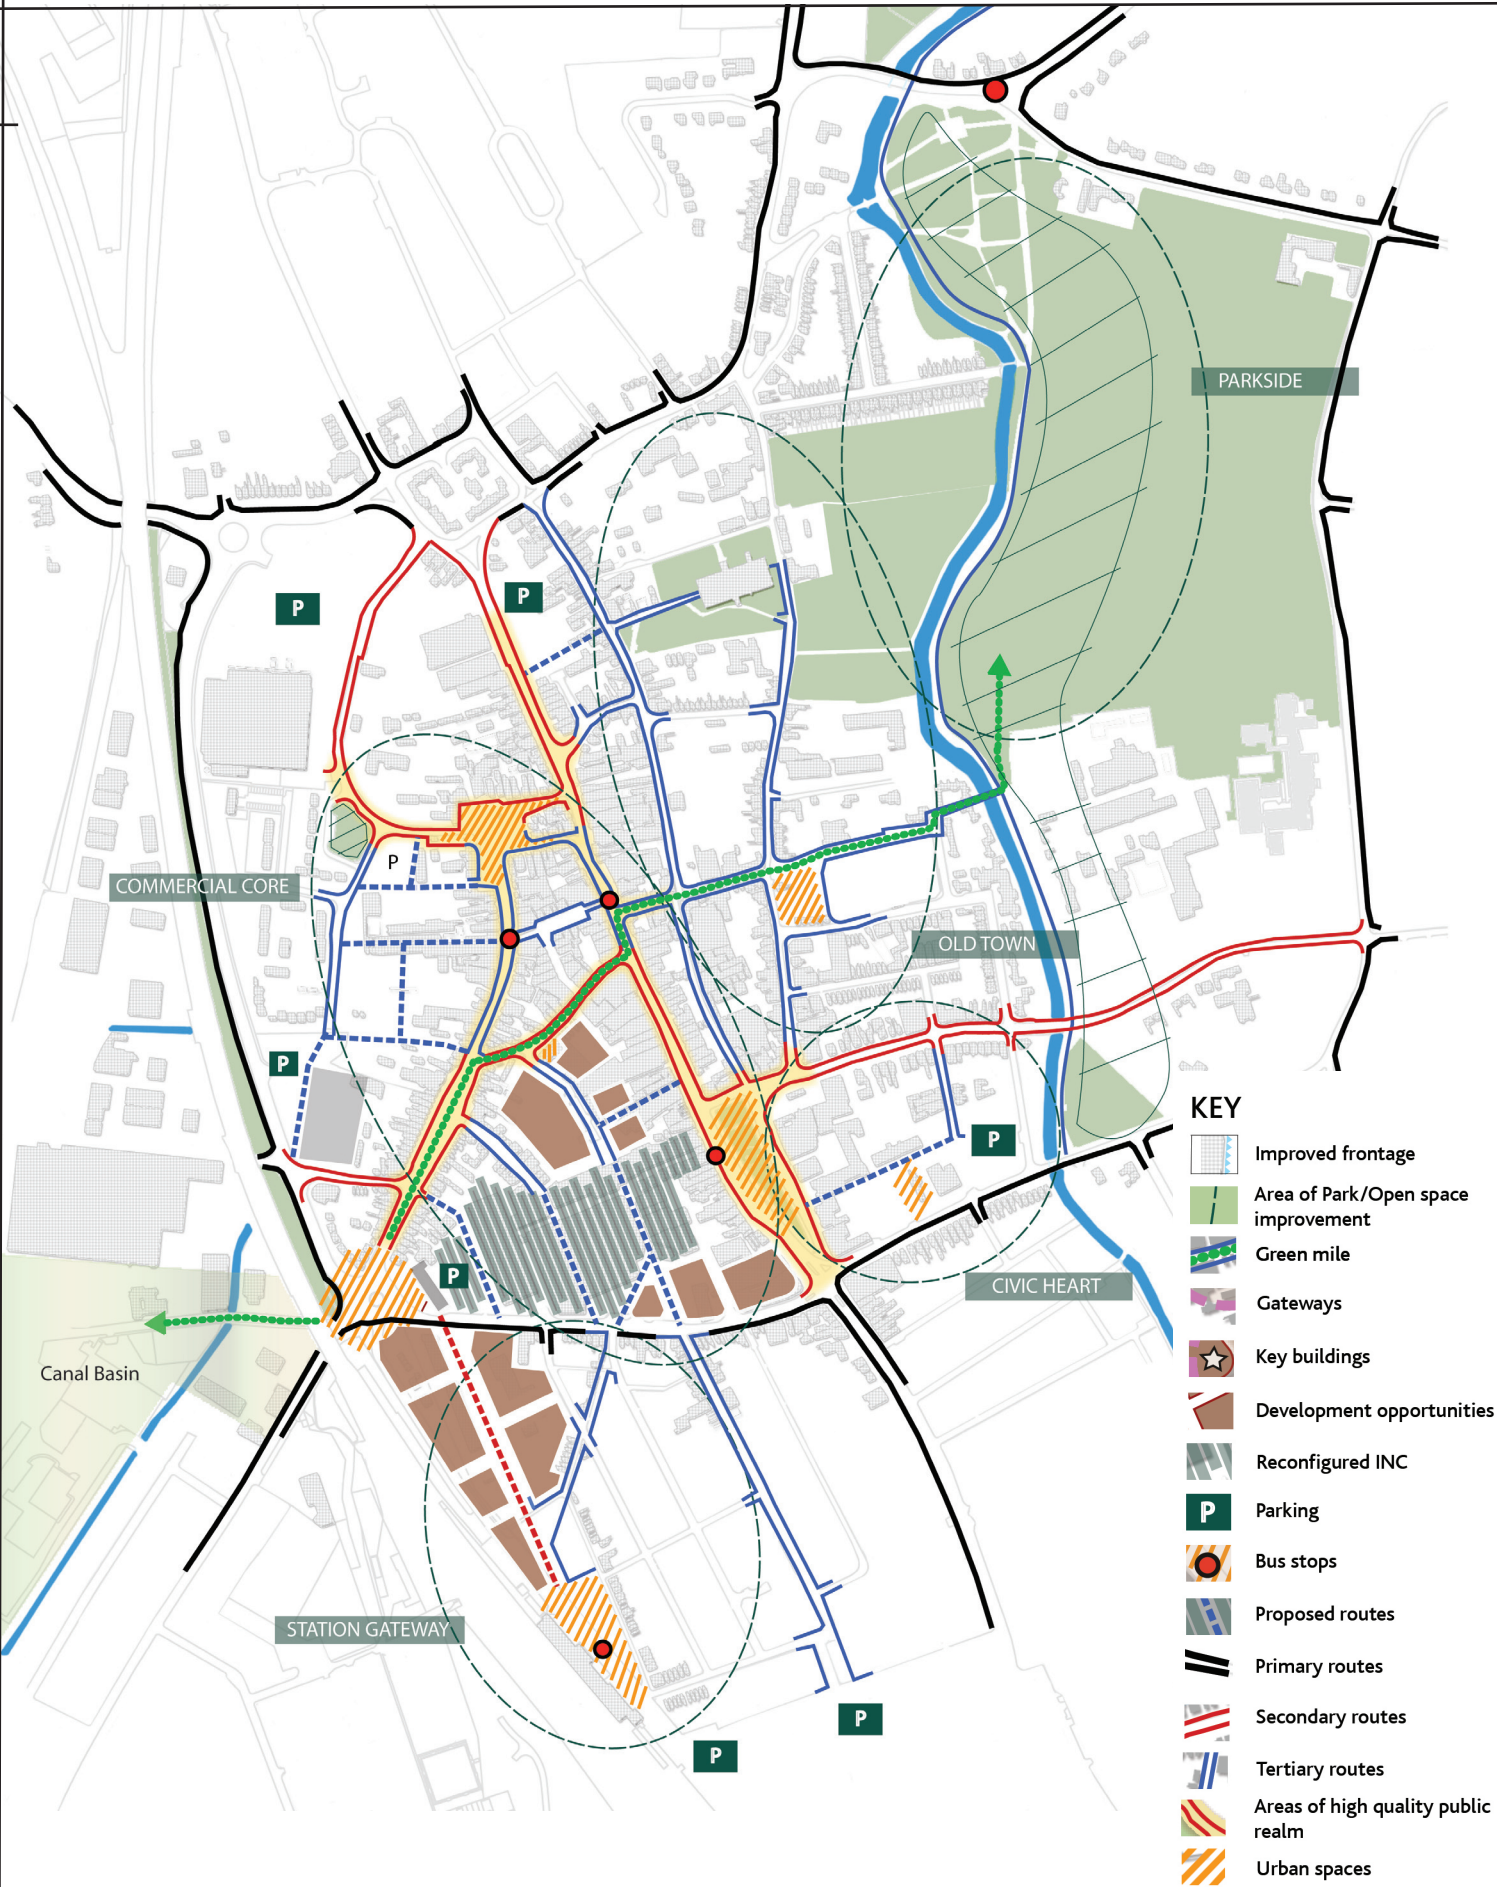 PARKSIDE
P
P
P
COMMERCIAL CORE
OLD TOWN
P
P
P
CIVIC HEART
Canal Basin
STATION GATEWAY
P
P
KEY
Improved frontage
Area of Park/Open space
improvement
Green mile
Gateways
Key buildings
Development opportunities
Reconfigured INC
P
Parking
Bus stops
Proposed routes
Primary routes
Secondary routes
Tertiary routes
Areas of high quality public
realm
Urban spaces